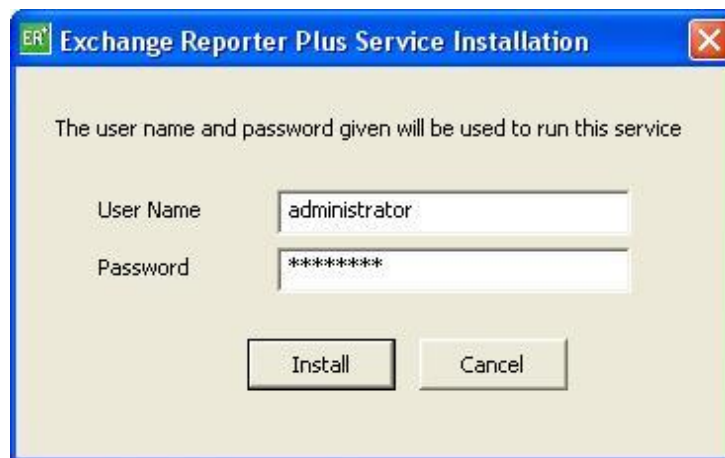 ER+ Exchange Reporter Plus Service Installation
The user name and password given will be used to run this service
User Name administrator
Password ********
Install Cancel